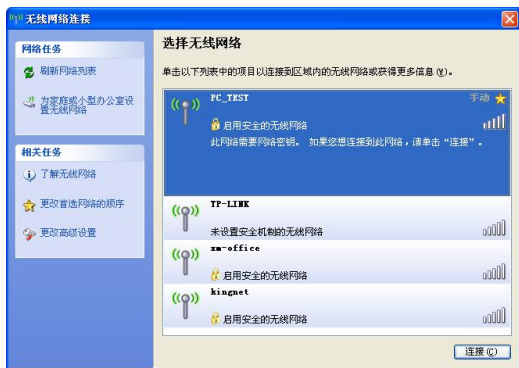 无线网络连接
网络任务
刷新网络列表
为家庭或小型办公室设
置无线网络
相关任务
了解无线网络
更改首选网络的顺序
更改高级设置
选择无线网络
单击以下列表中的项目以连接到区域内的无线网络或获得更多信息(W)。
PC_TEST 手动
启用安全的无线网络
此网络需要网络密钥。如果您想连接到此网络，请单击“连接”。
TP-LINK
未设置安全机制的无线网络
xm-office
启用安全的无线网络
kingnet
启用安全的无线网络
连接(C)